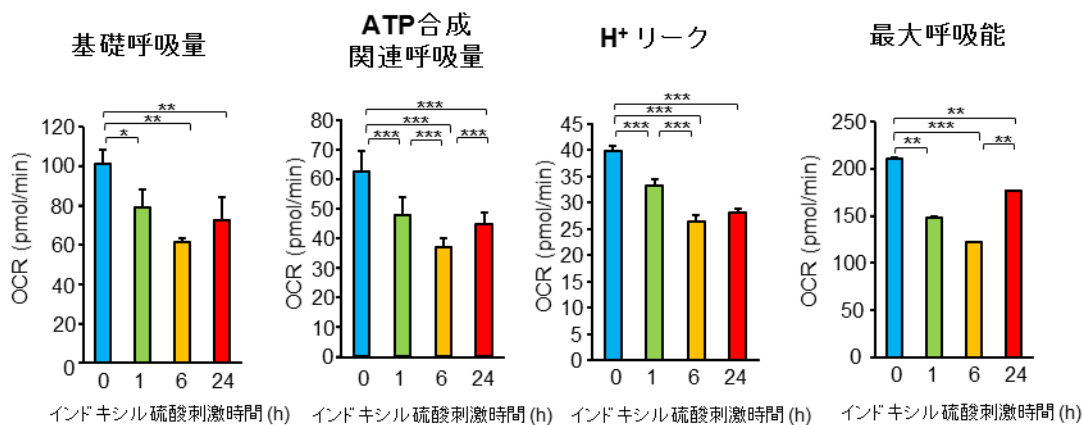 基礎呼吸量
**
**
*
120
100
80
60
40
20
0
OCR (pmol/min)
0 1 6 24
インドキシル硫酸刺激時間 (h)
ATP合成
関連呼吸量
***
***
*** *** ***
80
70
60
50
40
30
20
10
0
OCR (pmol/min)
0 1 6 24
インドキシル硫酸刺激時間 (h)
H⁺ リーク
***
***
*** ***
45
40
35
30
25
20
15
10
5
0
OCR (pmol/min)
0 1 6 24
インドキシル硫酸刺激時間 (h)
最大呼吸能
**
***
** **
250
200
150
100
50
0
OCR (pmol/min)
0 1 6 24
インドキシル硫酸刺激時間 (h)